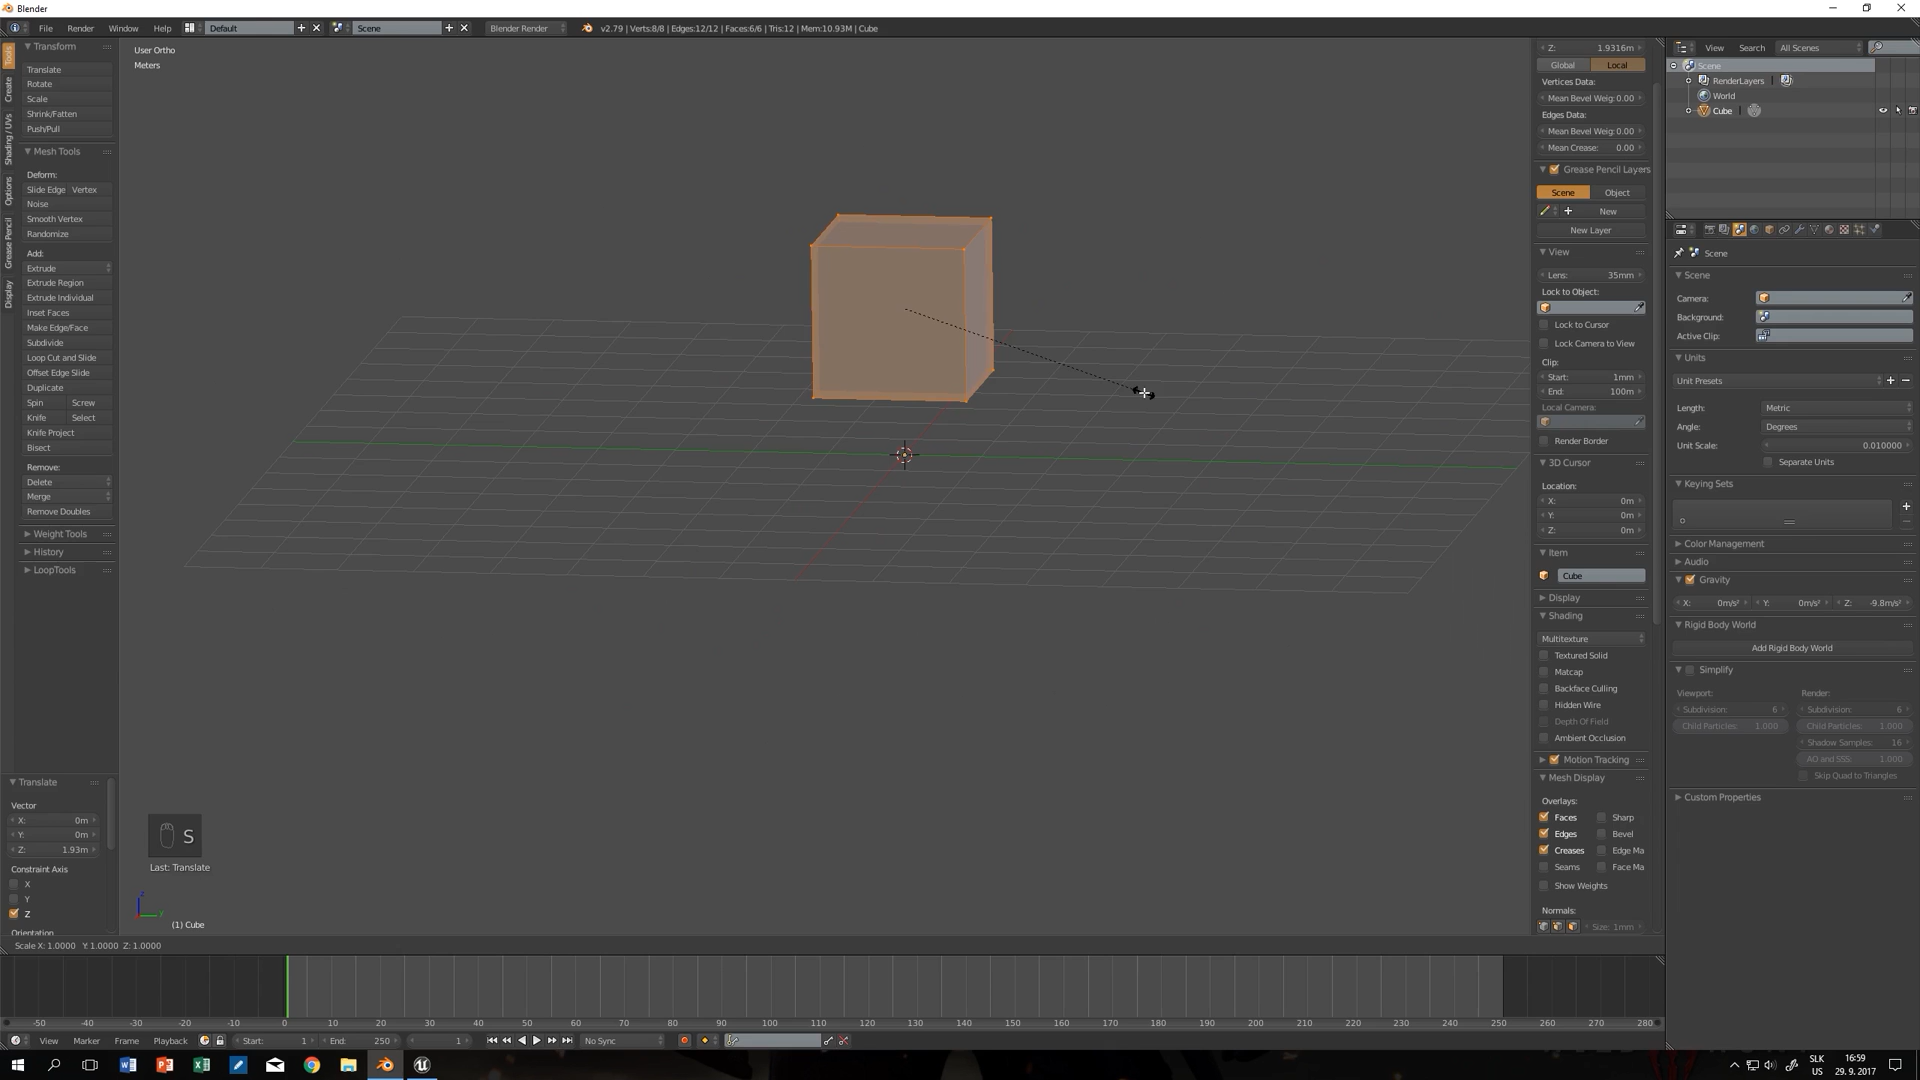 Blender
File Render Window Help Default Scene Blender Render v2.79 | Verts:8/8 | Edges:12/12 | Faces:6/6 | Tris:12 | Mem:10.93M | Cube
Tools
Create
Shading / UVs
Options
Grease Pencil
Display
Transform
Translate
Rotate
Scale
Shrink/Fatten
Push/Pull
Mesh Tools
Deform:
Slide Edge Vertex
Noise
Smooth Vertex
Randomize
Add:
Extrude
Extrude Region
Extrude Individual
Inset Faces
Make Edge/Face
Subdivide
Loop Cut and Slide
Offset Edge Slide
Duplicate
Spin Screw
Knife Select
Knife Project
Bisect
Remove:
Delete
Merge
Remove Doubles
Weight Tools
History
LoopTools
Translate
Vector
X: 0m
Y: 0m
Z: 1.93m
Constraint Axis
X
Y
Z
Orientation
User Ortho
Meters
S
Last: Translate
z
y
(1) Cube
Scale X: 1.0000 Y: 1.0000 Z: 1.0000
Z: 1.9316m
Global Local
Vertices Data:
Mean Bevel Weig: 0.00
Edges Data:
Mean Bevel Weig: 0.00
Mean Crease: 0.00
Grease Pencil Layers
Scene Object
New
New Layer
View
Lens: 35mm
Lock to Object:
Lock to Cursor
Lock Camera to View
Clip:
Start: 1mm
End: 100m
Local Camera:
Render Border
3D Cursor
Location:
X: 0m
Y: 0m
Z: 0m
Item
Cube
Display
Shading
Multitexture
Textured Solid
Matcap
Backface Culling
Hidden Wire
Depth Of Field
Ambient Occlusion
Motion Tracking
Mesh Display
Overlays:
Faces Sharp
Edges Bevel
Creases Edge Ma
Seams Face Ma
Show Weights
Normals:
Size: 1mm
View Search All Scenes
Scene
RenderLayers
World
Cube
Scene
Scene
Camera:
Background:
Active Clip:
Units
Unit Presets
Length: Metric
Angle: Degrees
Unit Scale: 0.010000
Separate Units
Keying Sets
Color Management
Audio
Gravity
X: 0m/s² Y: 0m/s² Z: -9.8m/s²
Rigid Body World
Add Rigid Body World
Simplify
Viewport: Render:
Subdivision: 6 Subdivision: 6
Child Particles: 1.000 Child Particles: 1.000
Shadow Samples: 16
AO and SSS: 1.000
Skip Quad to Triangles
Custom Properties
-50 -40 -30 -20 -10 0 10 20 30 40 50 60 70 80 90 100 110 120 130 140 150 160 170 180 190 200 210 220 230 240 250 260 270 280
View Marker Frame Playback Start: 1 End: 250 1 No Sync
SLK
US
16:59
29. 9. 2017